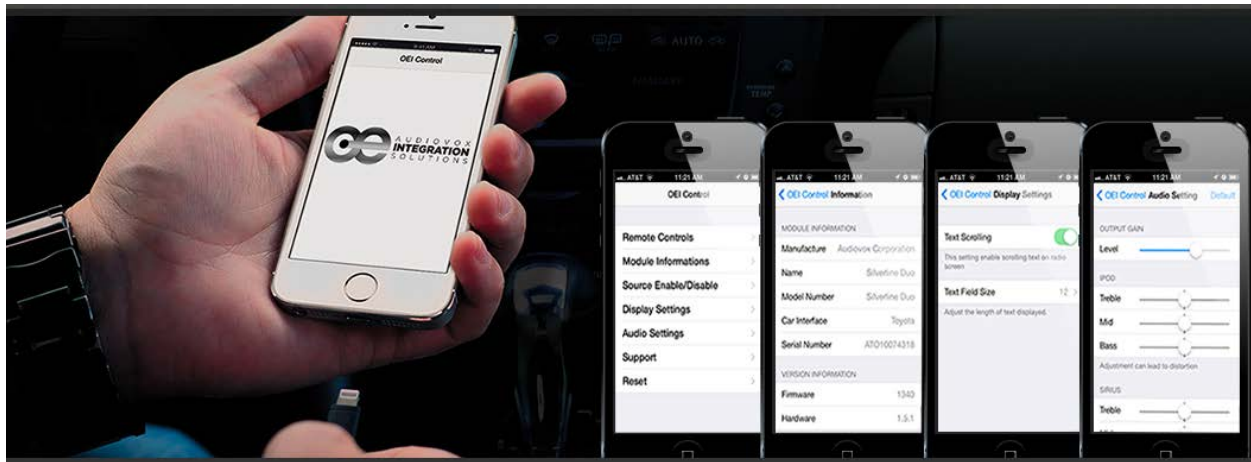 9:41 AM
OEI Control
AUDIOVOX
INTEGRATION
SOLUTIONS
AUTO
TEMP
AT&T 11:21 AM
OEI Control
Remote Controls
Module Informations
Source Enable/Disable
Display Settings
Audio Settings
Support
Reset
AT&T 11:21 AM
OEI Control Information
MODULE INFORMATION
Manufacture Audiovox Corporation
Name Silverline Duo
Model Number Silverline Duo
Car Interface Toyota
Serial Number ATO10074318
VERSION INFORMATION
Firmware 1340
Hardware 1.5.1
AT&T 11:21 AM
OEI Control Display Settings
Text Scrolling
This setting enable scrolling text on radio
screen
Text Field Size 12
Adjust the length of text displayed.
AT&T 11:21 AM
OEI Control Audio Setting Default
OUTPUT GAIN
Level
IPOD
Treble
Mid
Bass
Adjustment can lead to distortion
SIRIUS
Treble